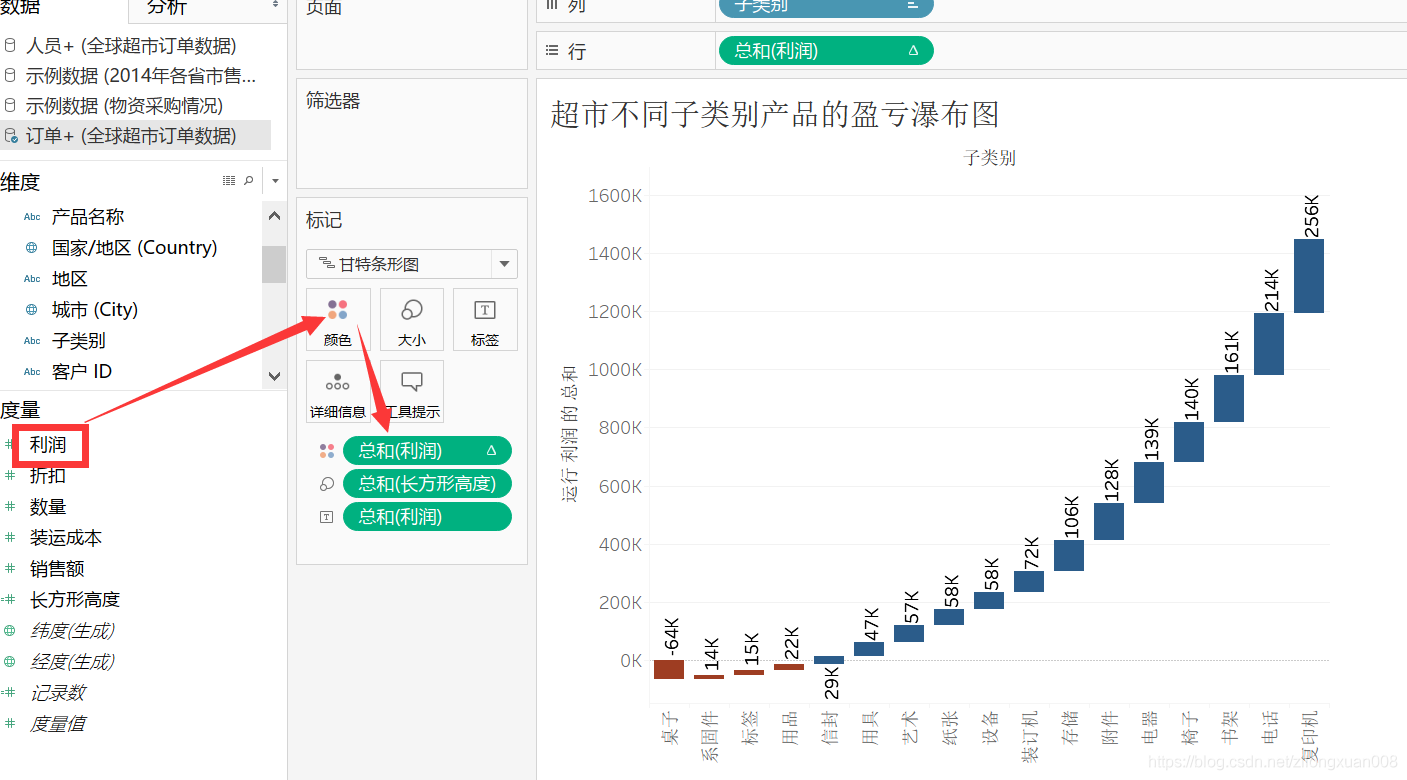 数据
分析
人员+ (全球超市订单数据)
示例数据 (2014年各省市售...
示例数据 (物资采购情况)
订单+ (全球超市订单数据)
维度
Abc 产品名称
国家/地区 (Country)
Abc 地区
城市 (City)
Abc 子类别
Abc 客户 ID
度量
# 利润
# 折扣
# 数量
# 装运成本
# 销售额
=# 长方形高度
纬度(生成)
经度(生成)
=# 记录数
# 度量值
页面
筛选器
标记
甘特条形图
颜色
大小
T 标签
详细信息
工具提示
总和(利润) Δ
总和(长方形高度)
T 总和(利润)
列
子类别
行
总和(利润) Δ
超市不同子类别产品的盈亏瀑布图
子类别
运行 利润 的 总和
1600K
1400K
1200K
1000K
800K
600K
400K
200K
0K
-64K
14K
15K
22K
29K
47K
57K
58K
58K
72K
106K
128K
139K
140K
161K
214K
256K
桌子
系固件
标签
用品
信封
用具
艺术
纸张
设备
装订机
存储
附件
电器
椅子
书架
电话
复印机
https://blog.csdn.net/zhongxuan008